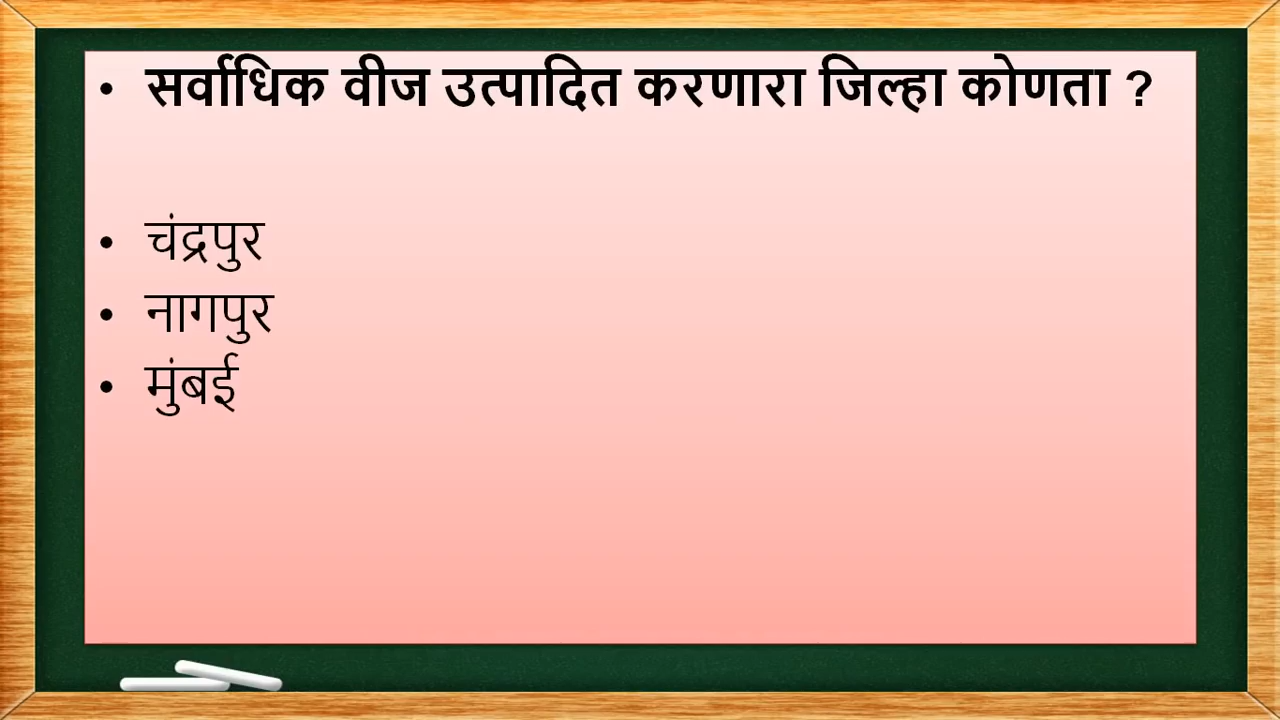 • सर्वाधिक वीज उत्पादित करणारा जिल्हा कोणता ?
• चंद्रपुर
• नागपुर
• मुंबई